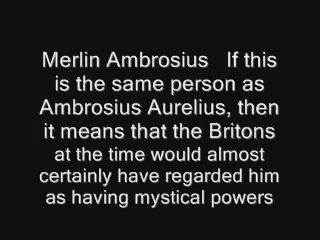 Merlin Ambrosius   If this
is the same person as
Ambrosius Aurelius, then
it means that the Britons
at the time would almost
certainly have regarded him
as having mystical powers